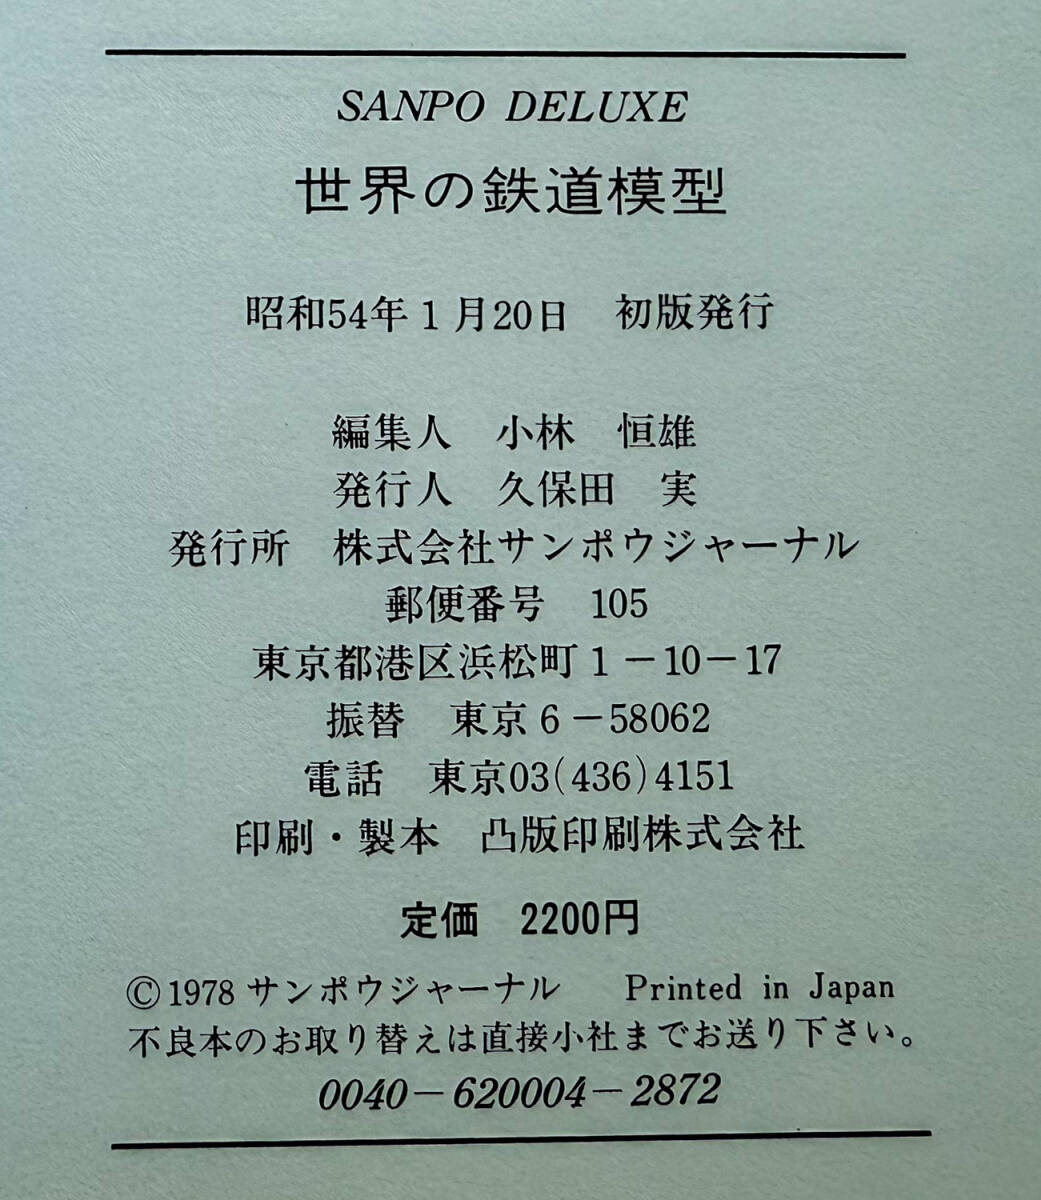 SANPO DELUXE
世界の鉄道模型
昭和54年1月20日　初版発行
編集人　小林　恒雄
発行人　久保田　実
発行所　株式会社サンポウジャーナル
郵便番号　105
東京都港区浜松町1－10－17
振替　東京6－58062
電話　東京03(436)4151
印刷・製本　凸版印刷株式会社
定価　2200円
©1978 サンポウジャーナル　Printed in Japan
不良本のお取り替えは直接小社までお送り下さい。
0040－620004－2872